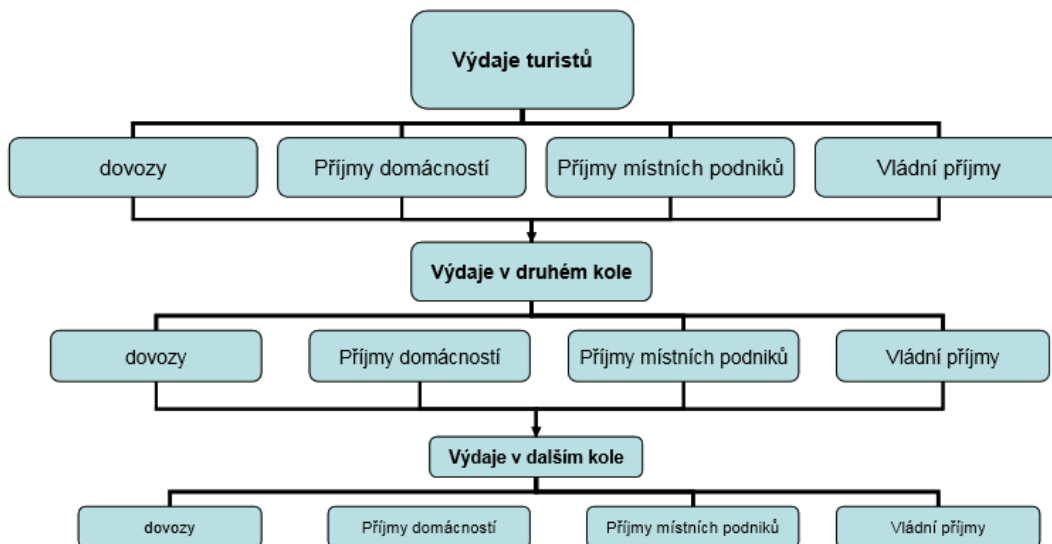 Výdaje turistů
dovozy
Příjmy domácností
Příjmy místních podniků
Vládní příjmy
Výdaje v druhém kole
dovozy
Příjmy domácností
Příjmy místních podniků
Vládní příjmy
Výdaje v dalším kole
dovozy
Příjmy domácností
Příjmy místních podniků
Vládní příjmy